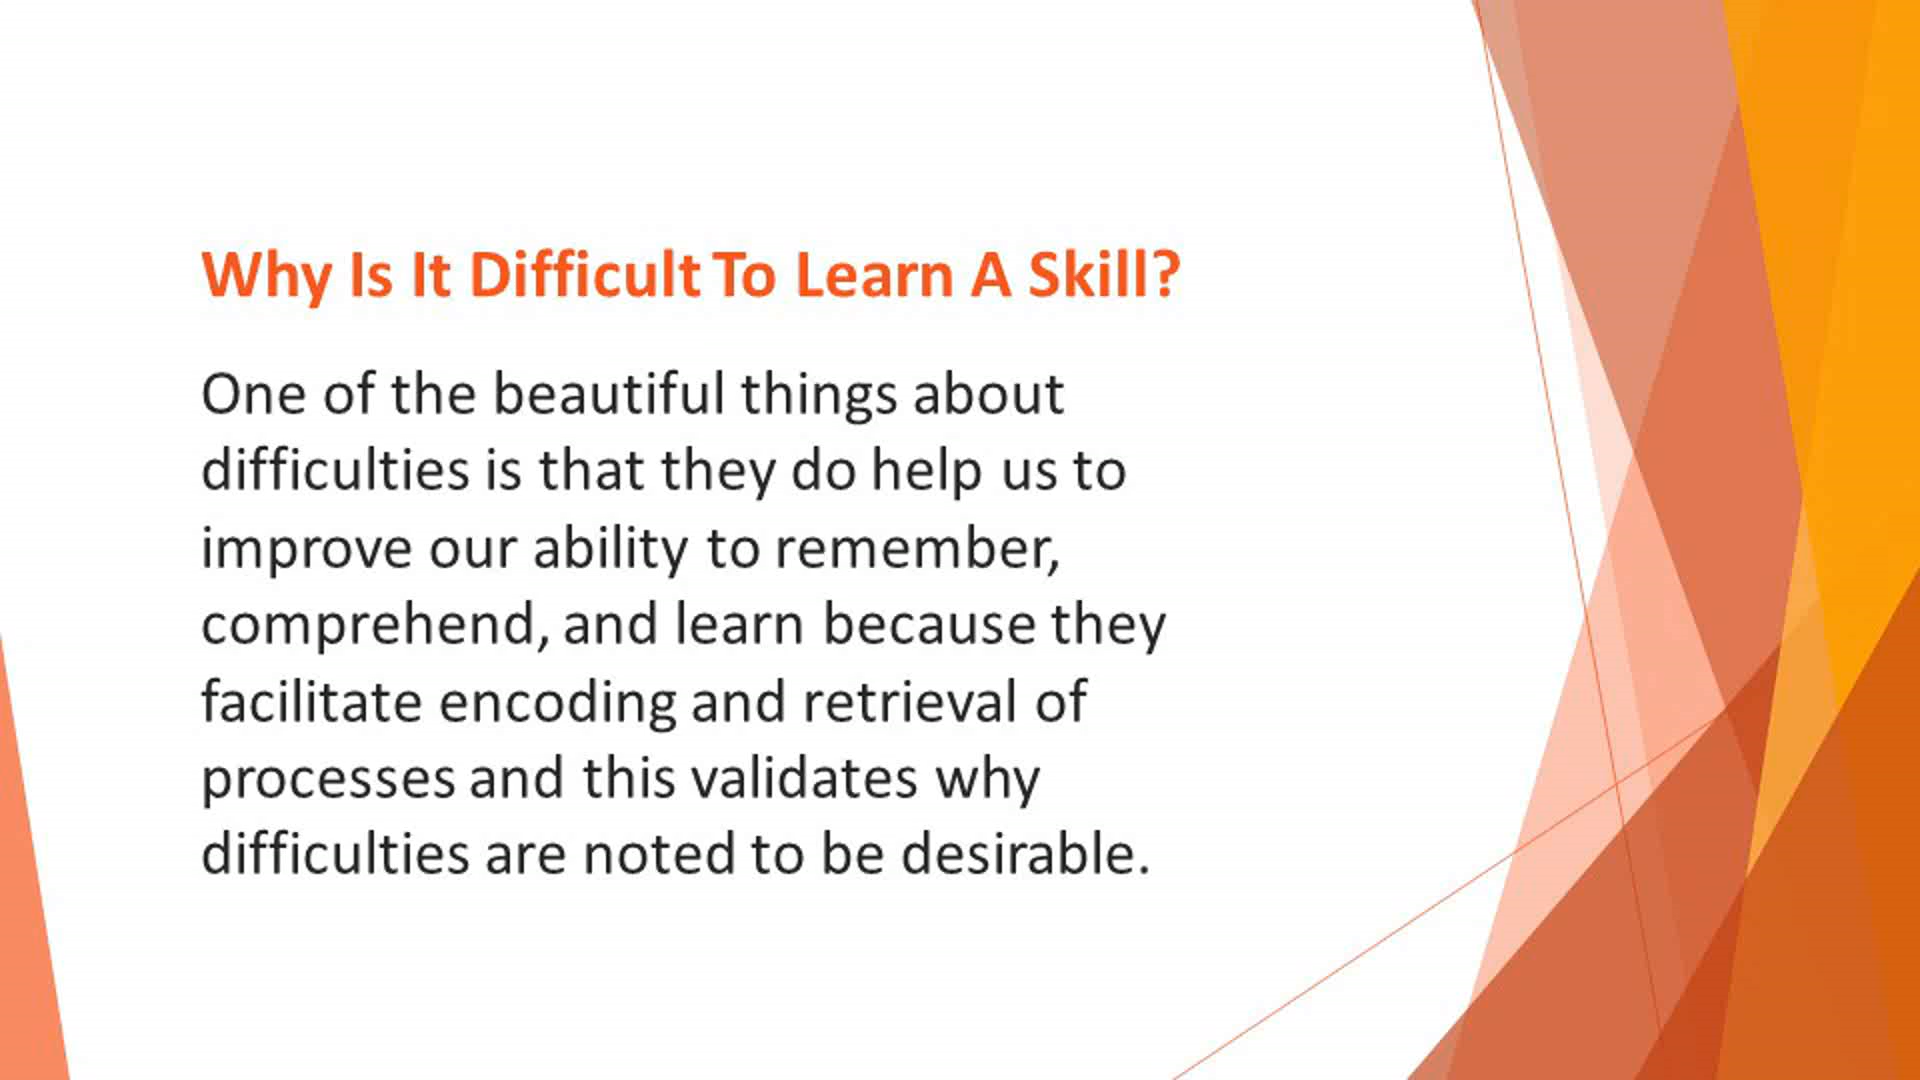 Why Is It Difficult To Learn A Skill?
One of the beautiful things about
difficulties is that they do help us to
improve our ability to remember,
comprehend, and learn because they
facilitate encoding and retrieval of
processes and this validates why
difficulties are noted to be desirable.